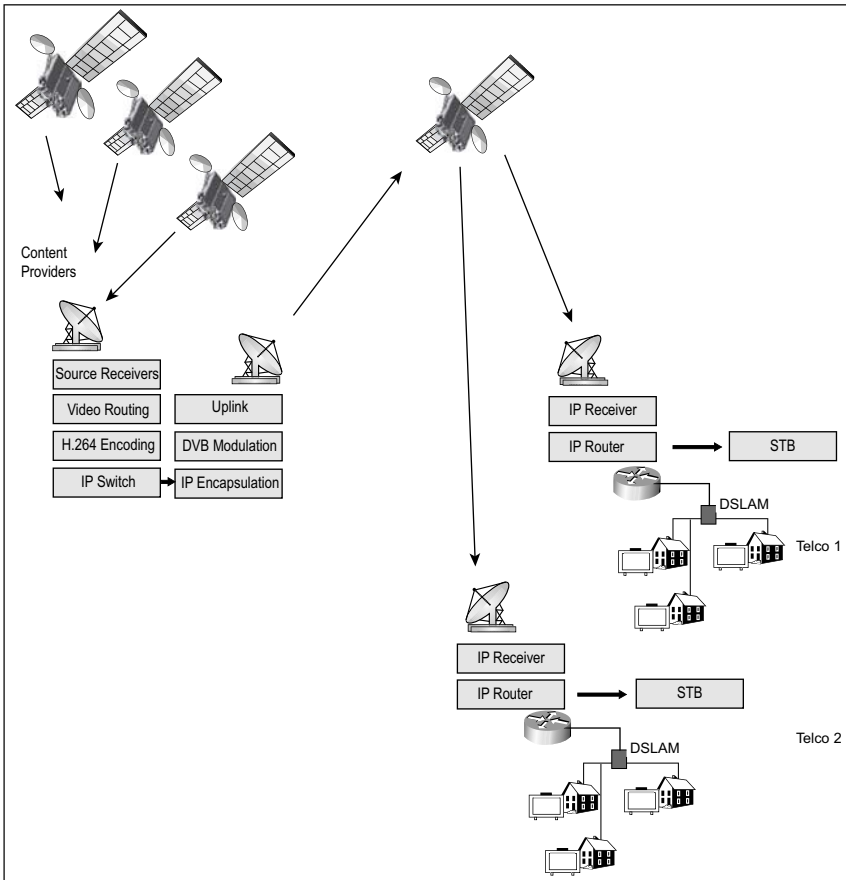 Content
Providers
Source Receivers
Video Routing
H.264 Encoding
IP Switch
Uplink
DVB Modulation
IP Encapsulation
IP Receiver
IP Router
STB
DSLAM
Telco 1
IP Receiver
IP Router
STB
DSLAM
Telco 2